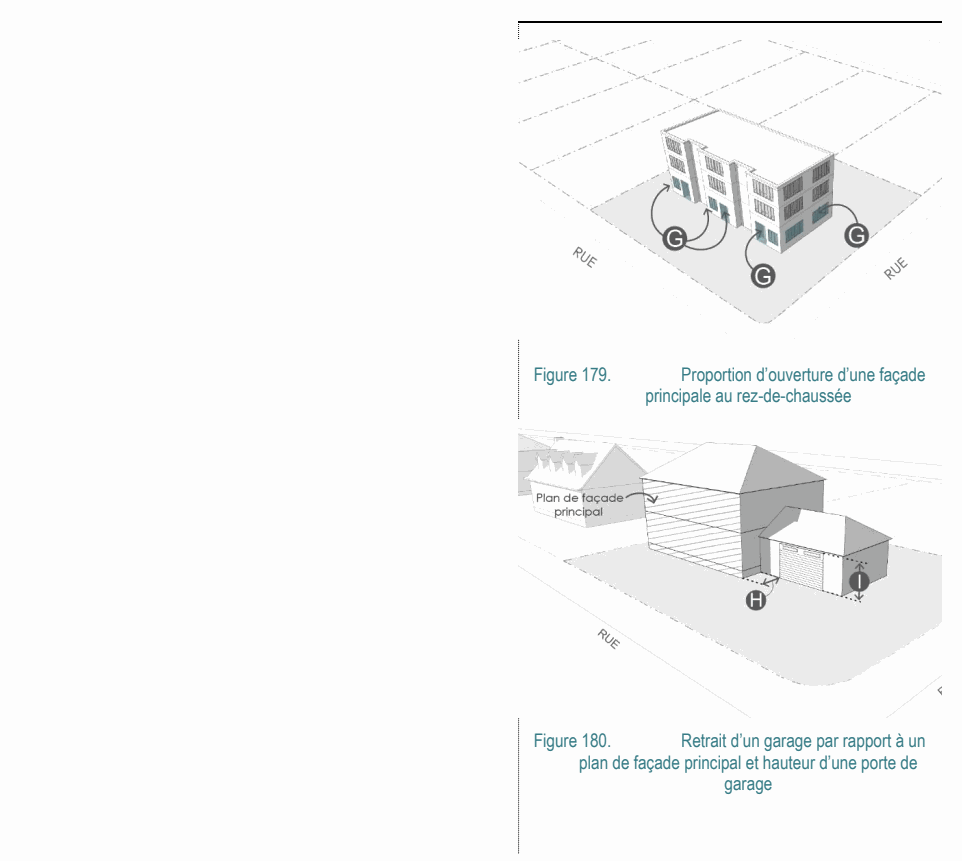 G
G
G
RUE
RUE
Figure 179. Proportion d'ouverture d'une façade
principale au rez-de-chaussée
Plan de façade
principal
I
H
RUE
Figure 180. Retrait d'un garage par rapport à un
plan de façade principal et hauteur d'une porte de
garage